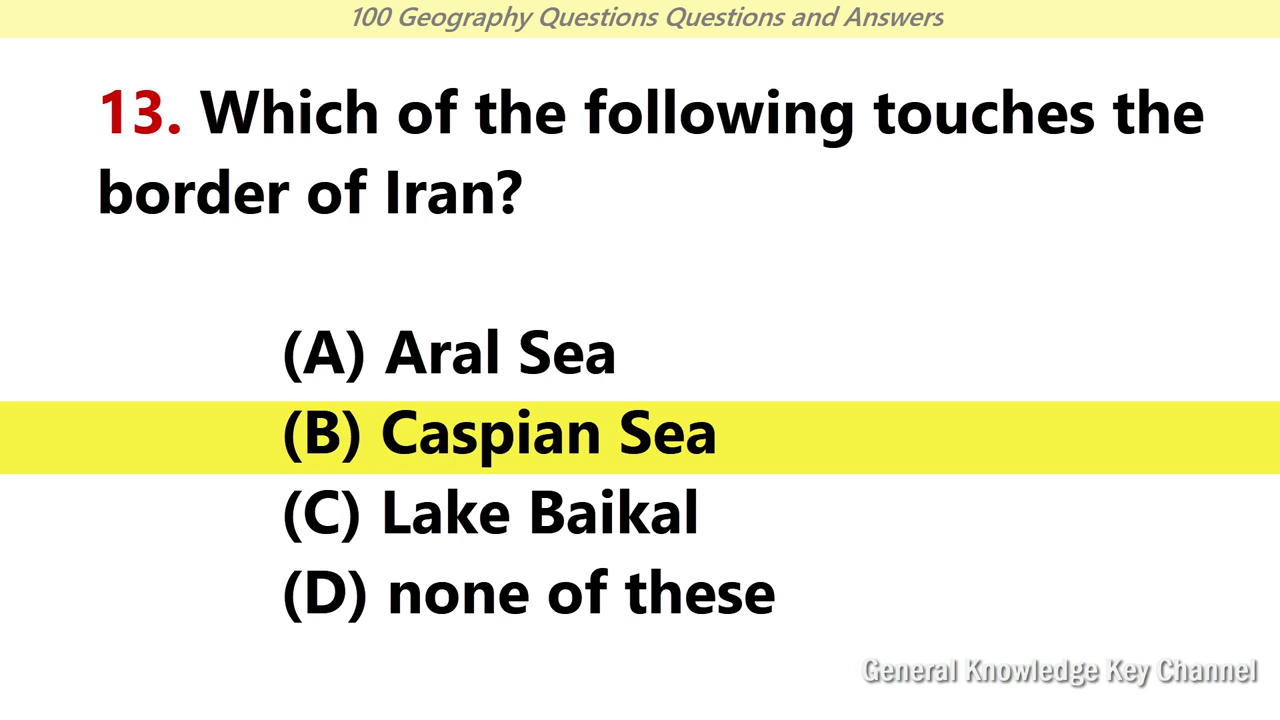 100 Geography Questions Questions and Answers
13. Which of the following touches the
border of Iran?
(A) Aral Sea
(B) Caspian Sea
(C) Lake Baikal
(D) none of these
General Knowledge Key Channel